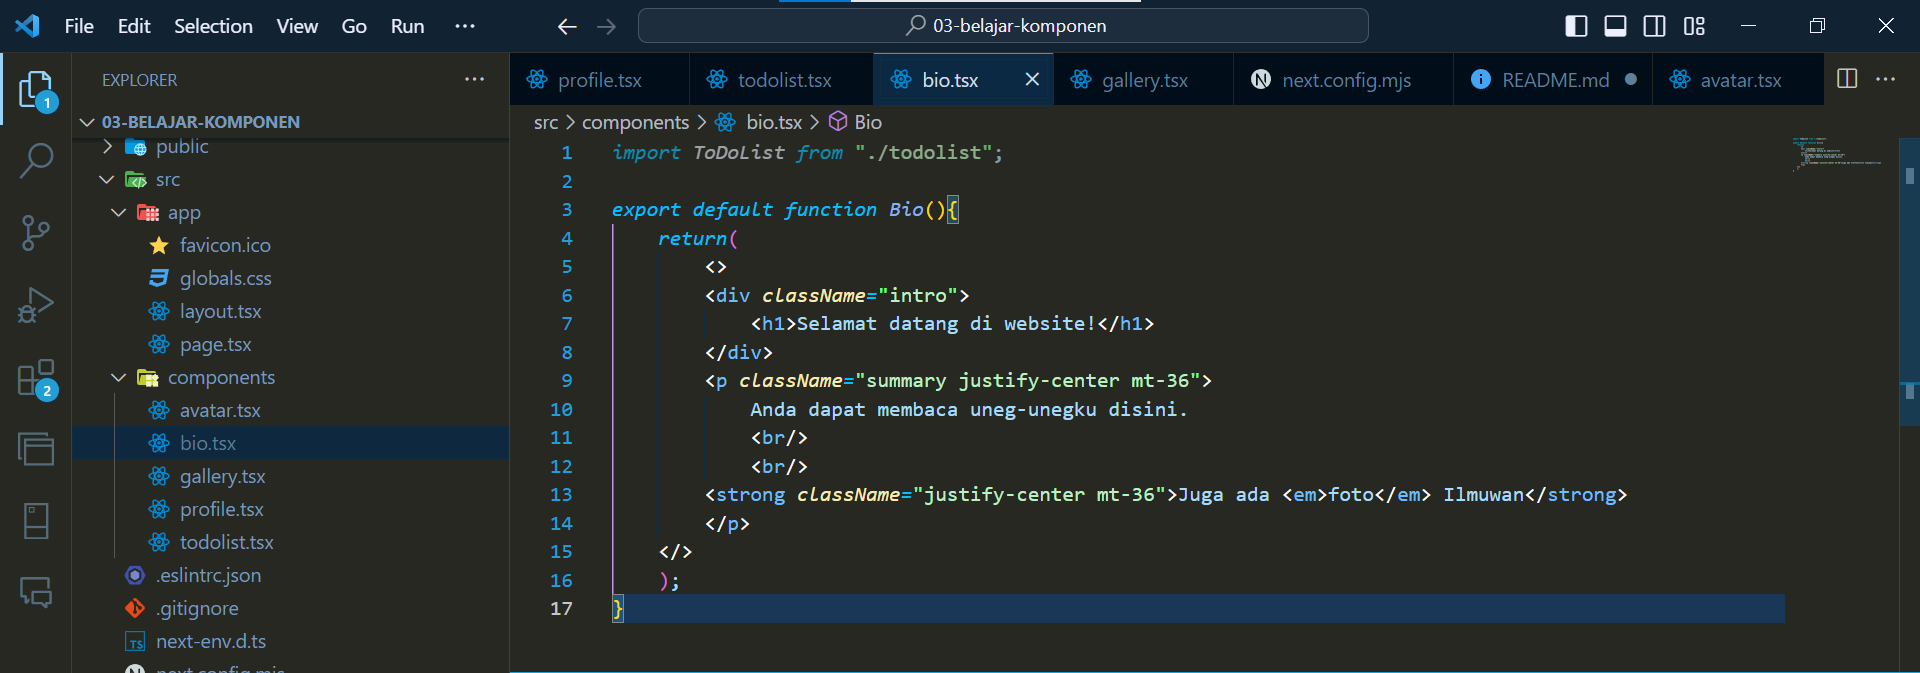 File Edit Selection View Go Run ···
03-belajar-komponen
EXPLORER ···
1
03-BELAJAR-KOMPONEN
public
src
app
favicon.ico
globals.css
layout.tsx
page.tsx
components
2
avatar.tsx
bio.tsx
gallery.tsx
profile.tsx
todolist.tsx
.eslintrc.json
.gitignore
TS next-env.d.ts
next.config.mjs
profile.tsx todolist.tsx bio.tsx gallery.tsx N next.config.mjs README.md avatar.tsx ···
src > components > bio.tsx > Bio
1 import ToDoList from "./todolist";
2
3 export default function Bio(){
4 return(
5 <>
6 <div className="intro">
7 <h1>Selamat datang di website!</h1>
8 </div>
9 <p className="summary justify-center mt-36">
10 Anda dapat membaca uneg-unegku disini.
11 <br/>
12 <br/>
13 <strong className="justify-center mt-36">Juga ada <em>foto</em> Ilmuwan</strong>
14 </p>
15 </>
16 );
17 }